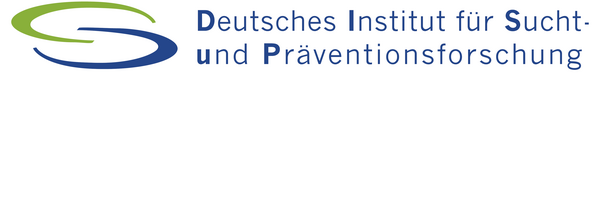 Deutsches Institut für Sucht-
und Präventionsforschung